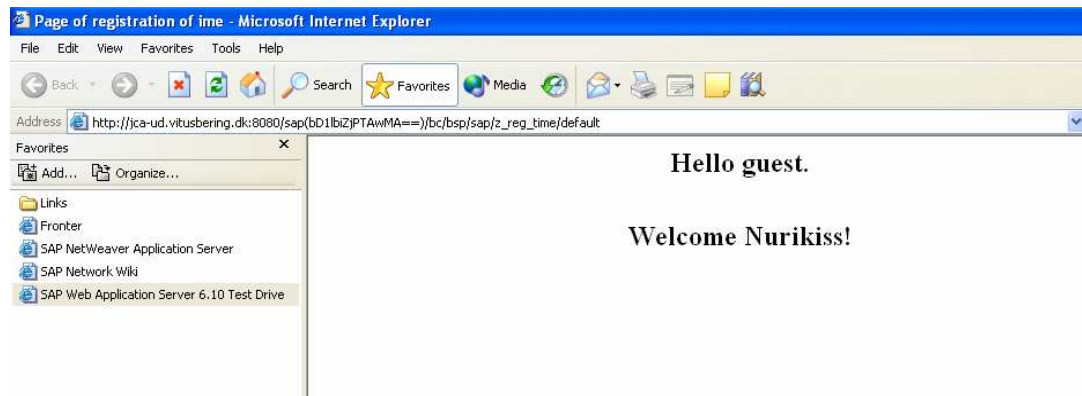 Page of registration of ime - Microsoft Internet Explorer
File Edit View Favorites Tools Help
Back Search Favorites Media
Address http://jca-ud.vitusbering.dk:8080/sap(bD1lbiZjPTAwMA==)/bc/bsp/sap/z_reg_time/default
Favorites x
Add... Organize...
Links
Fronter
SAP NetWeaver Application Server
SAP Network Wiki
SAP Web Application Server 6.10 Test Drive
Hello guest.
Welcome Nurikiss!